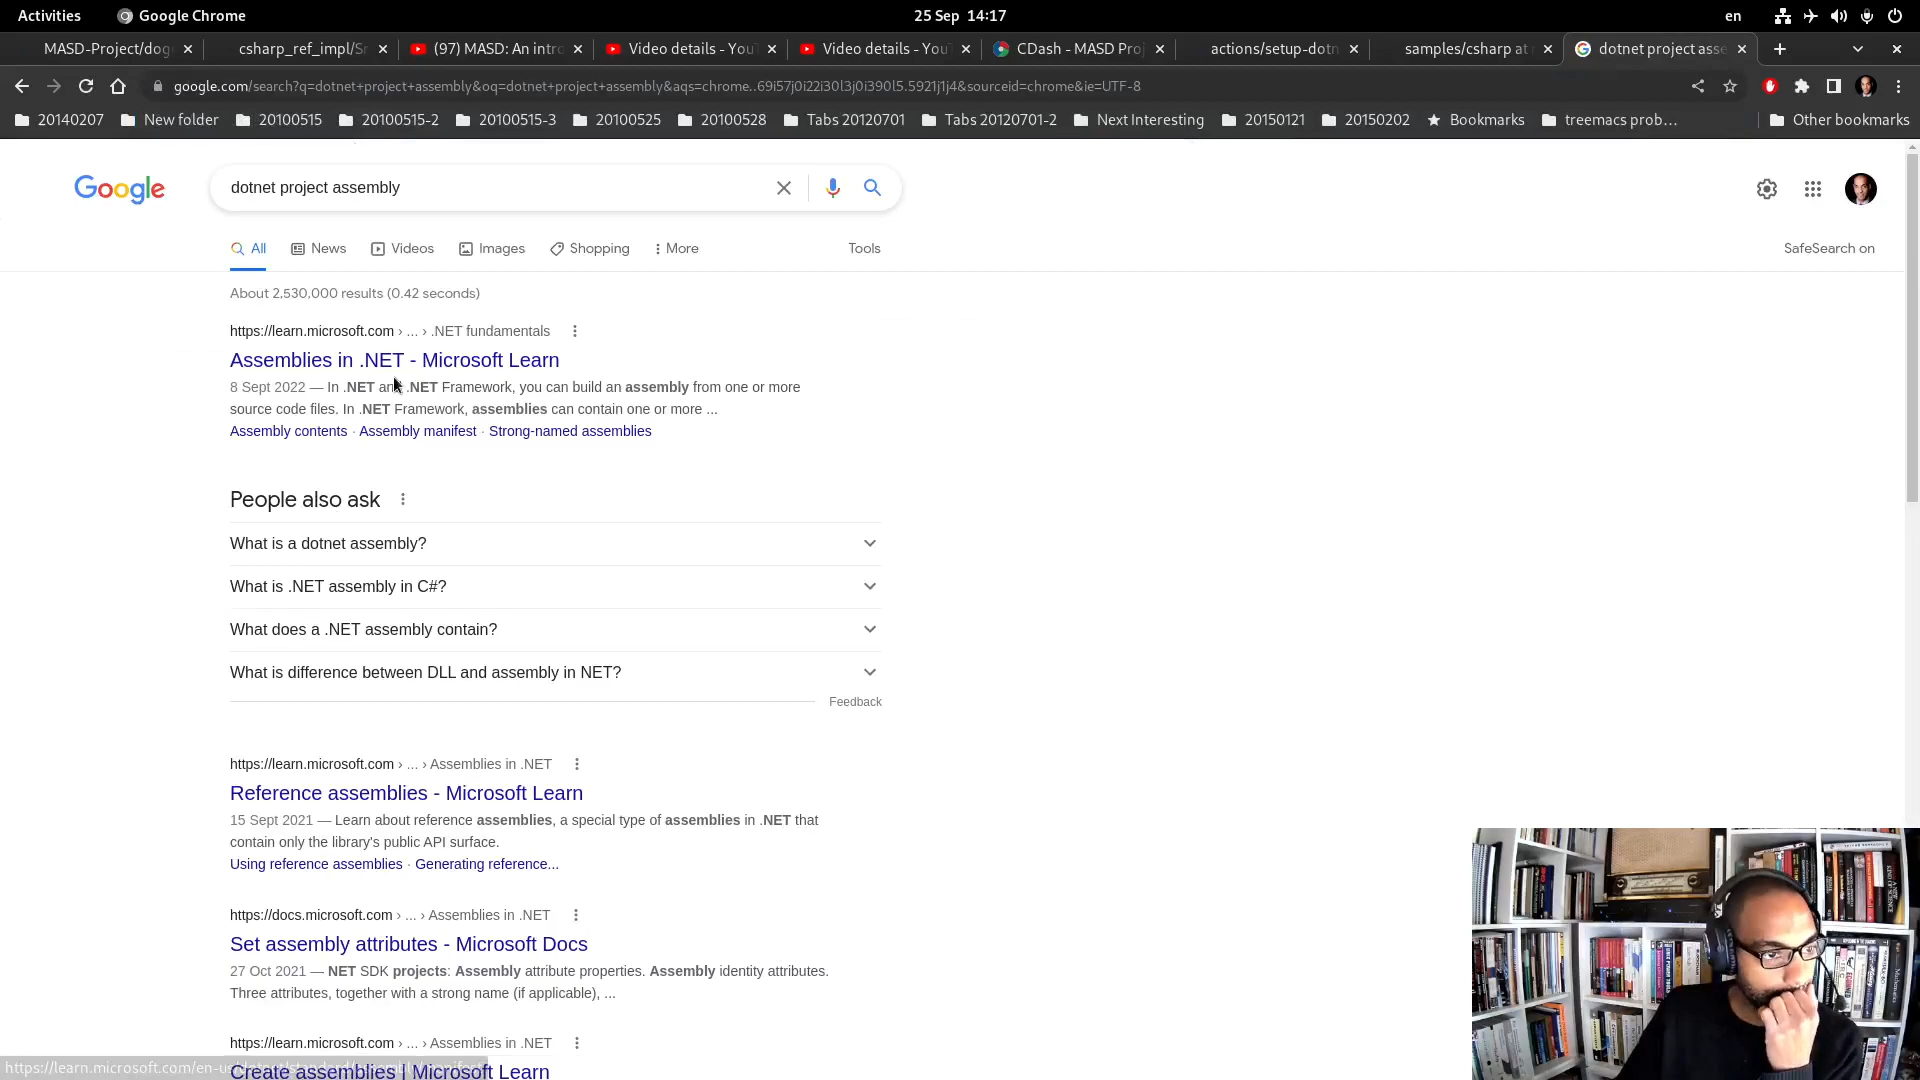 Activities
Google Chrome
25 Sep 14:17
en
MASD-Project/dog
csharp_ref_impl/Sr
(97) MASD: An intro
Video details - You
Video details - You
CDash - MASD Proj
actions/setup-dotn
samples/csharp at
dotnet project asse
google.com/search?q=dotnet+project+assembly&oq=dotnet+project+assembly&aqs=chrome..69i57j0i22i30l3j0i390l5.5921j1j4&sourceid=chrome&ie=UTF-8
20140207
New folder
20100515
20100515-2
20100515-3
20100525
20100528
Tabs 20120701
Tabs 20120701-2
Next Interesting
20150121
20150202
Bookmarks
treemacs prob…
Other bookmarks
Google
dotnet project assembly
All
News
Videos
Images
Shopping
More
Tools
SafeSearch on
About 2,530,000 results (0.42 seconds)
https://learn.microsoft.com › ... › .NET fundamentals
Assemblies in .NET - Microsoft Learn
8 Sept 2022 — In .NET an .NET Framework, you can build an assembly from one or more
source code files. In .NET Framework, assemblies can contain one or more ...
Assembly contents · Assembly manifest · Strong-named assemblies
People also ask
What is a dotnet assembly?
What is .NET assembly in C#?
What does a .NET assembly contain?
What is difference between DLL and assembly in NET?
Feedback
https://learn.microsoft.com › ... › Assemblies in .NET
Reference assemblies - Microsoft Learn
15 Sept 2021 — Learn about reference assemblies, a special type of assemblies in .NET that
contain only the library's public API surface.
Using reference assemblies · Generating reference...
https://docs.microsoft.com › ... › Assemblies in .NET
Set assembly attributes - Microsoft Docs
27 Oct 2021 — NET SDK projects: Assembly attribute properties. Assembly identity attributes.
Three attributes, together with a strong name (if applicable), ...
https://learn.microsoft.com › ... › Assemblies in .NET
Create assemblies | Microsoft Learn
https://learn.microsoft.com/en-us